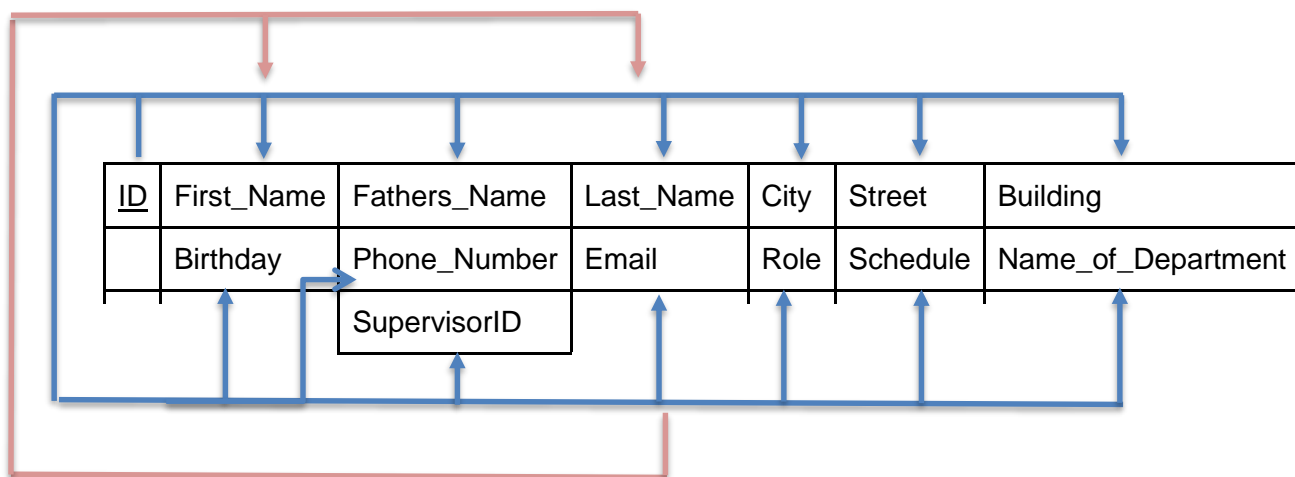 ID First_Name Fathers_Name Last_Name City Street Building
Birthday Phone_Number Email Role Schedule Name_of_Department
SupervisorID